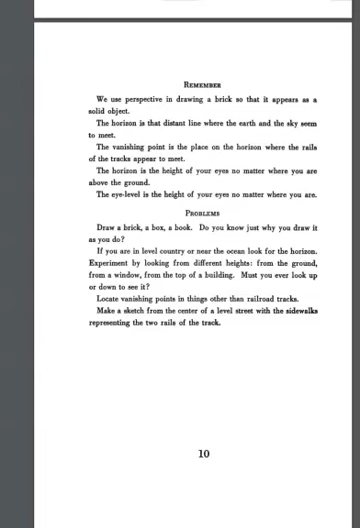 REMEMBER
We use perspective in drawing a brick so that it appears as a
solid object.
The horizon is that distant line where the earth and the sky seem
to meet.
The vanishing point is the place on the horizon where the rails
of the tracks appear to meet.
The horizon is the height of your eyes no matter where you are
above the ground.
The eye-level is the height of your eyes no matter where you are.
PROBLEMS
Draw a brick, a box, a book. Do you know just why you draw it
as you do?
If you are in level country or near the ocean look for the horizon.
Experiment by looking from different heights: from the ground,
from a window, from the top of a building. Must you ever look up
or down to see it?
Locate vanishing points in things other than railroad tracks.
Make a sketch from the center of a level street with the sidewalks
representing the two rails of the track.
10